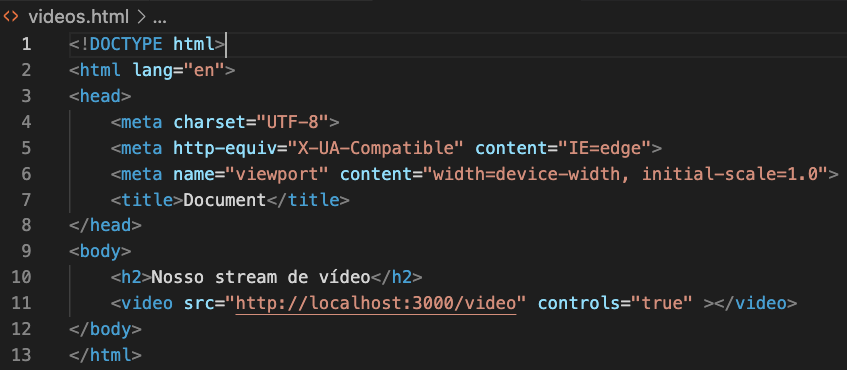 videos.html > ...
1 <!DOCTYPE html>
2 <html lang="en">
3 <head>
4 <meta charset="UTF-8">
5 <meta http-equiv="X-UA-Compatible" content="IE=edge">
6 <meta name="viewport" content="width=device-width, initial-scale=1.0">
7 <title>Document</title>
8 </head>
9 <body>
10 <h2>Nosso stream de vídeo</h2>
11 <video src="http://localhost:3000/video" controls="true" ></video>
12 </body>
13 </html>